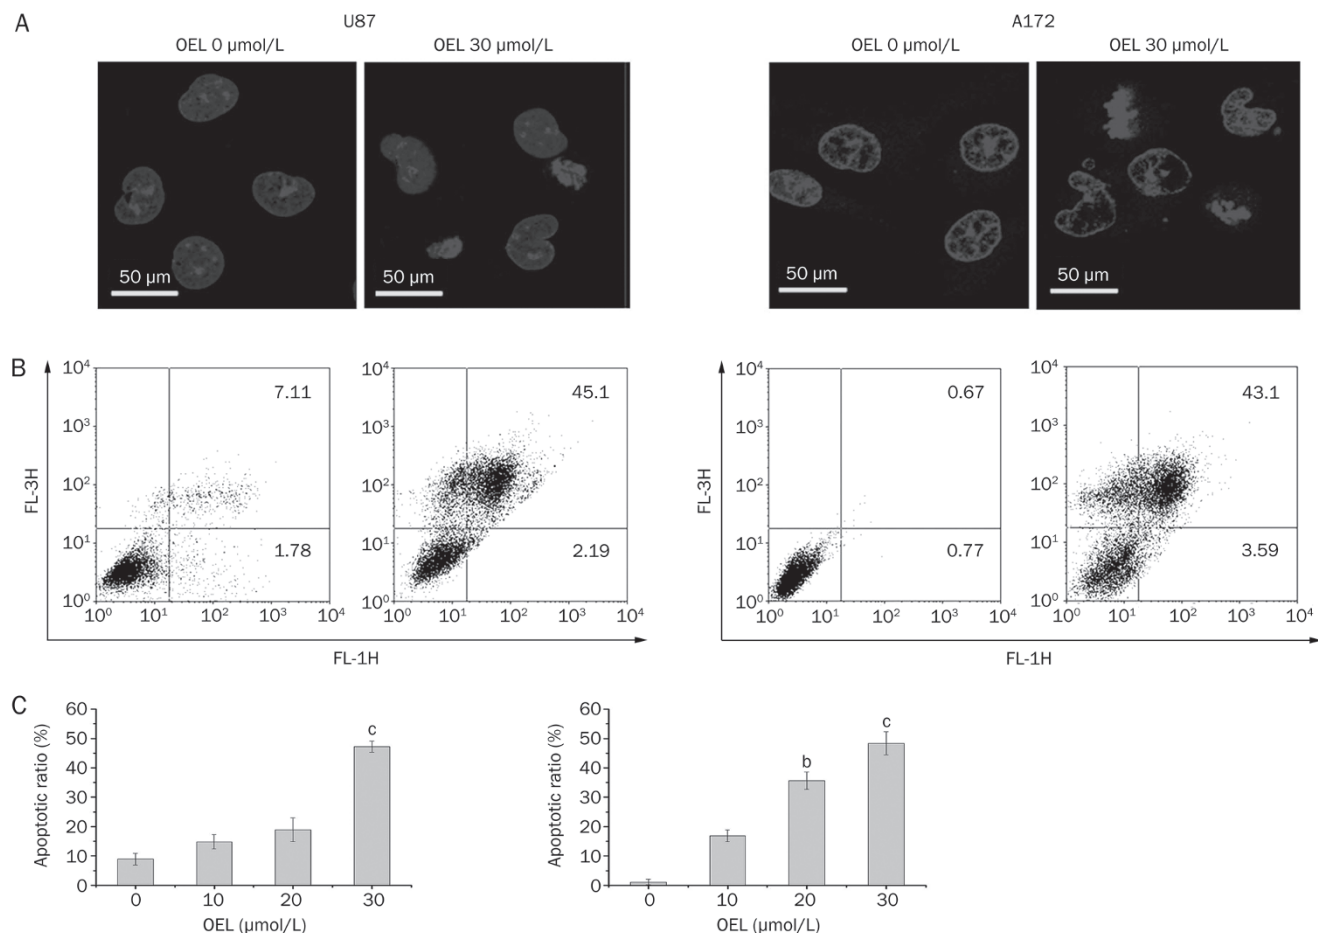 A
U87
A172
OEL 0 μmol/L
OEL 30 μmol/L
OEL 0 μmol/L
OEL 30 μmol/L
50 μm
50 μm
50 μm
50 μm
B
10⁴
10³
10²
10¹
10⁰
FL-3H
7.11
1.78
10⁰ 10¹ 10² 10³ 10⁴
10⁴
10³
10²
10¹
10⁰
45.1
2.19
10⁰ 10¹ 10² 10³ 10⁴
FL-1H
10⁴
10³
10²
10¹
10⁰
FL-3H
0.67
0.77
10⁰ 10¹ 10² 10³ 10⁴
10⁴
10³
10²
10¹
10⁰
43.1
3.59
10⁰ 10¹ 10² 10³ 10⁴
FL-1H
C
Apoptotic ratio (%)
60
50
40
30
20
10
0
c
0 10 20 30
OEL (μmol/L)
Apoptotic ratio (%)
60
50
40
30
20
10
0
b
c
0 10 20 30
OEL (μmol/L)